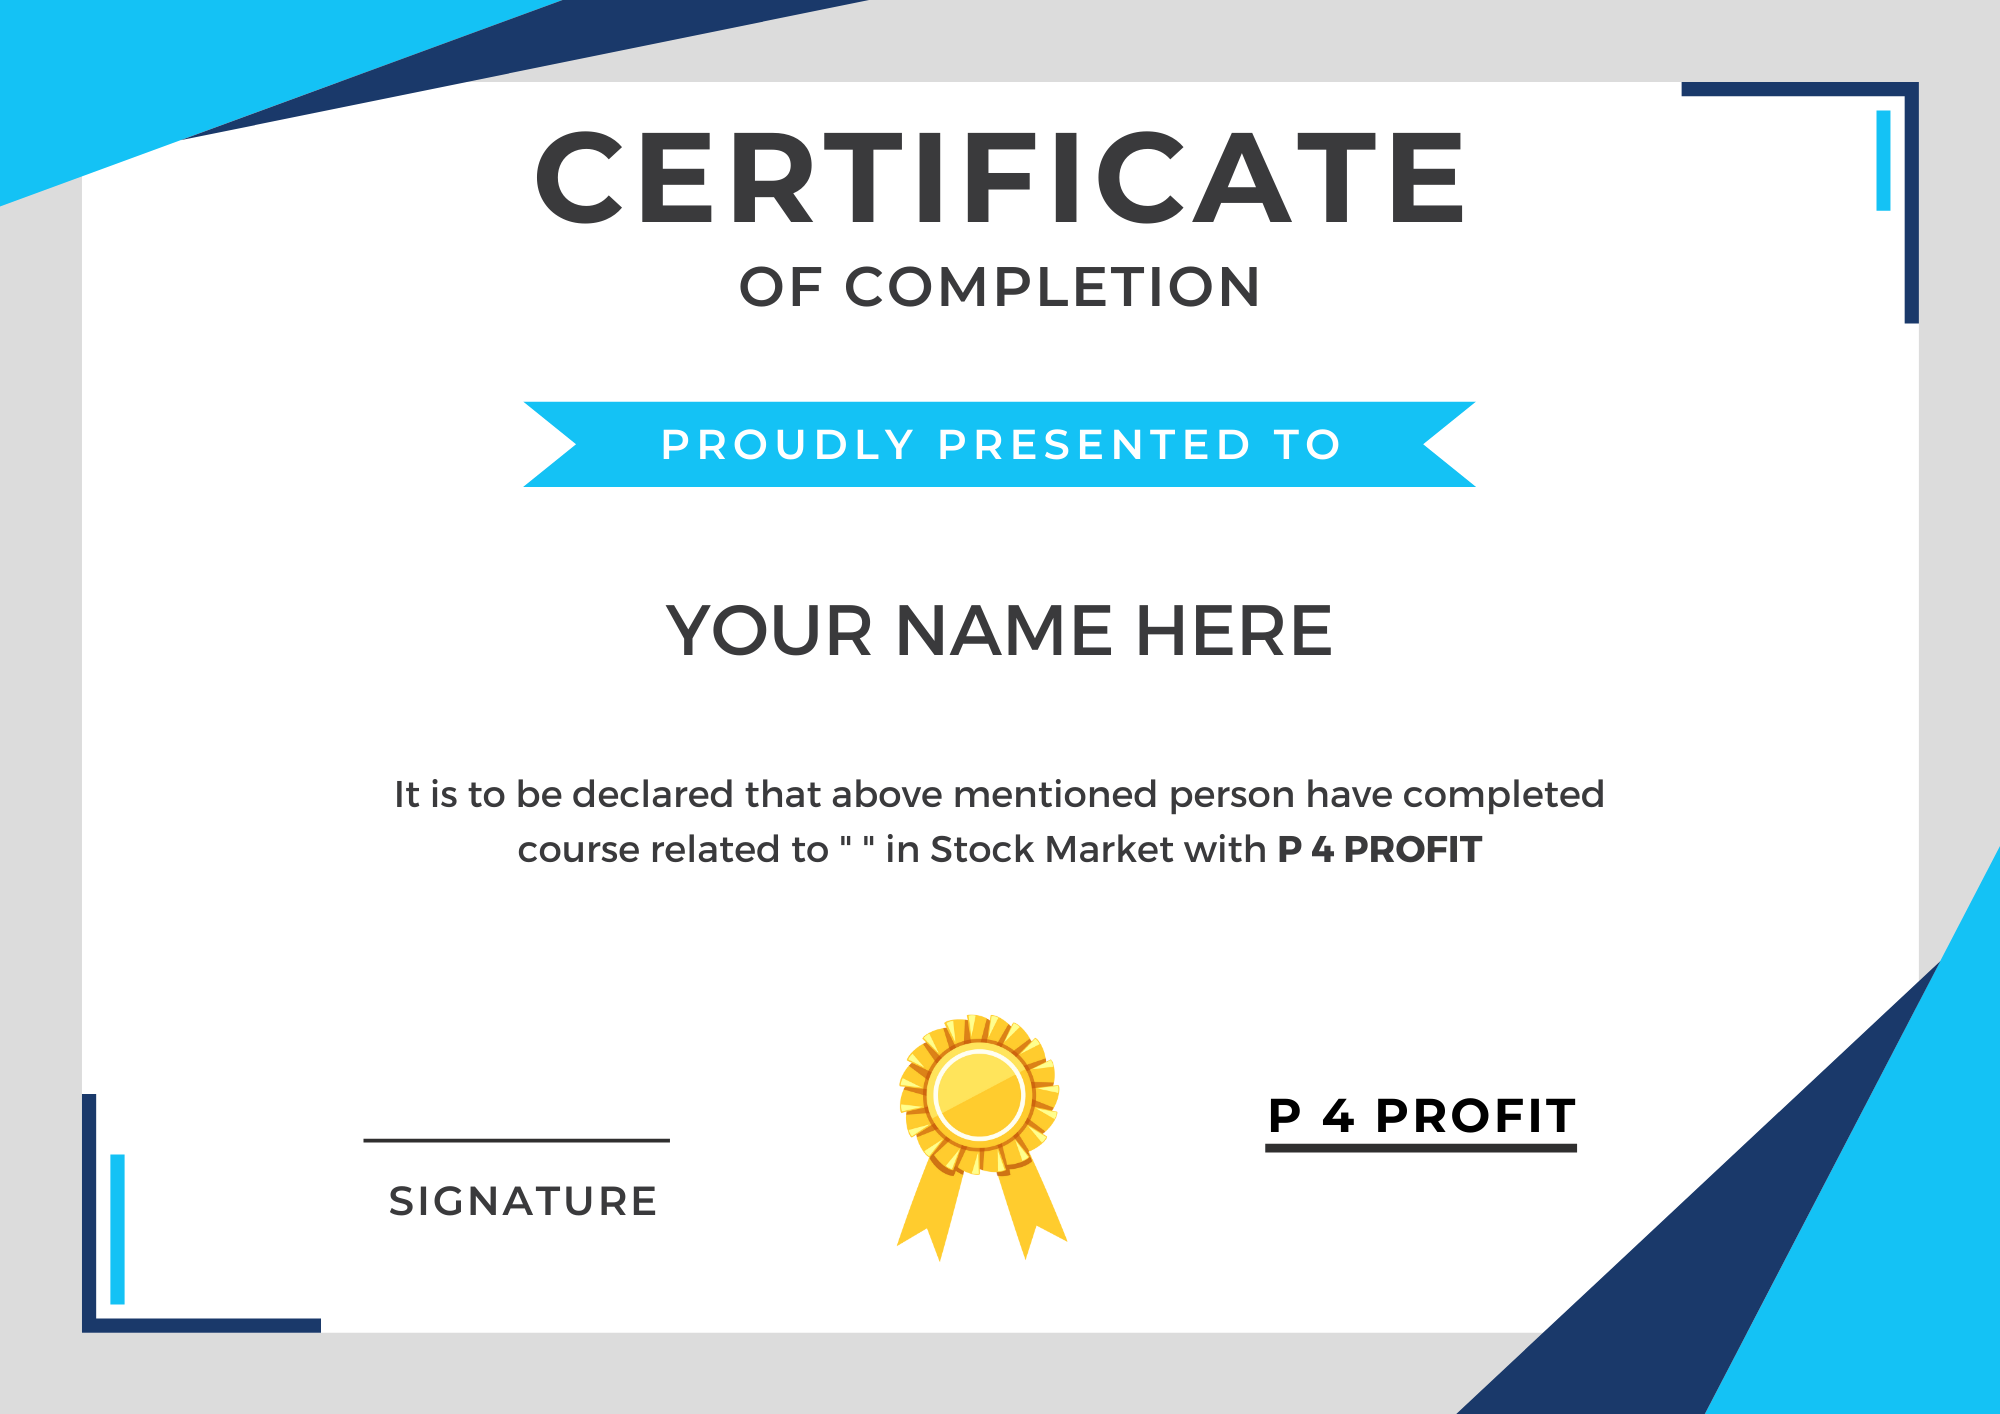 CERTIFICATE
OF COMPLETION
PROUDLY PRESENTED TO
YOUR NAME HERE
It is to be declared that above mentioned person have completed
course related to " " in Stock Market with P 4 PROFIT
P 4 PROFIT
SIGNATURE